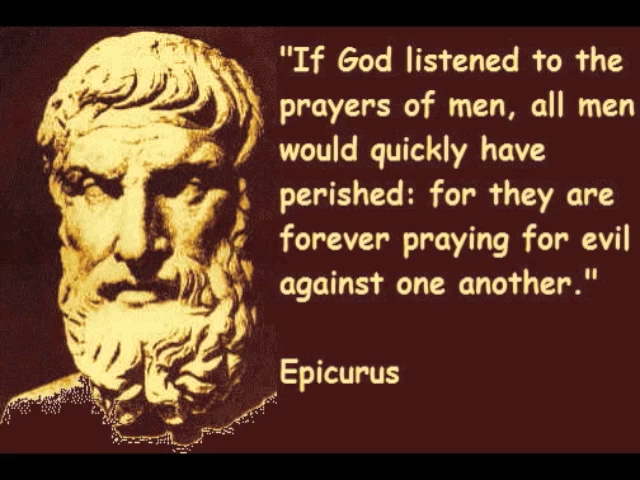 "If God listened to the
prayers of men, all men
would quickly have
perished: for they are
forever praying for evil
against one another."
Epicurus